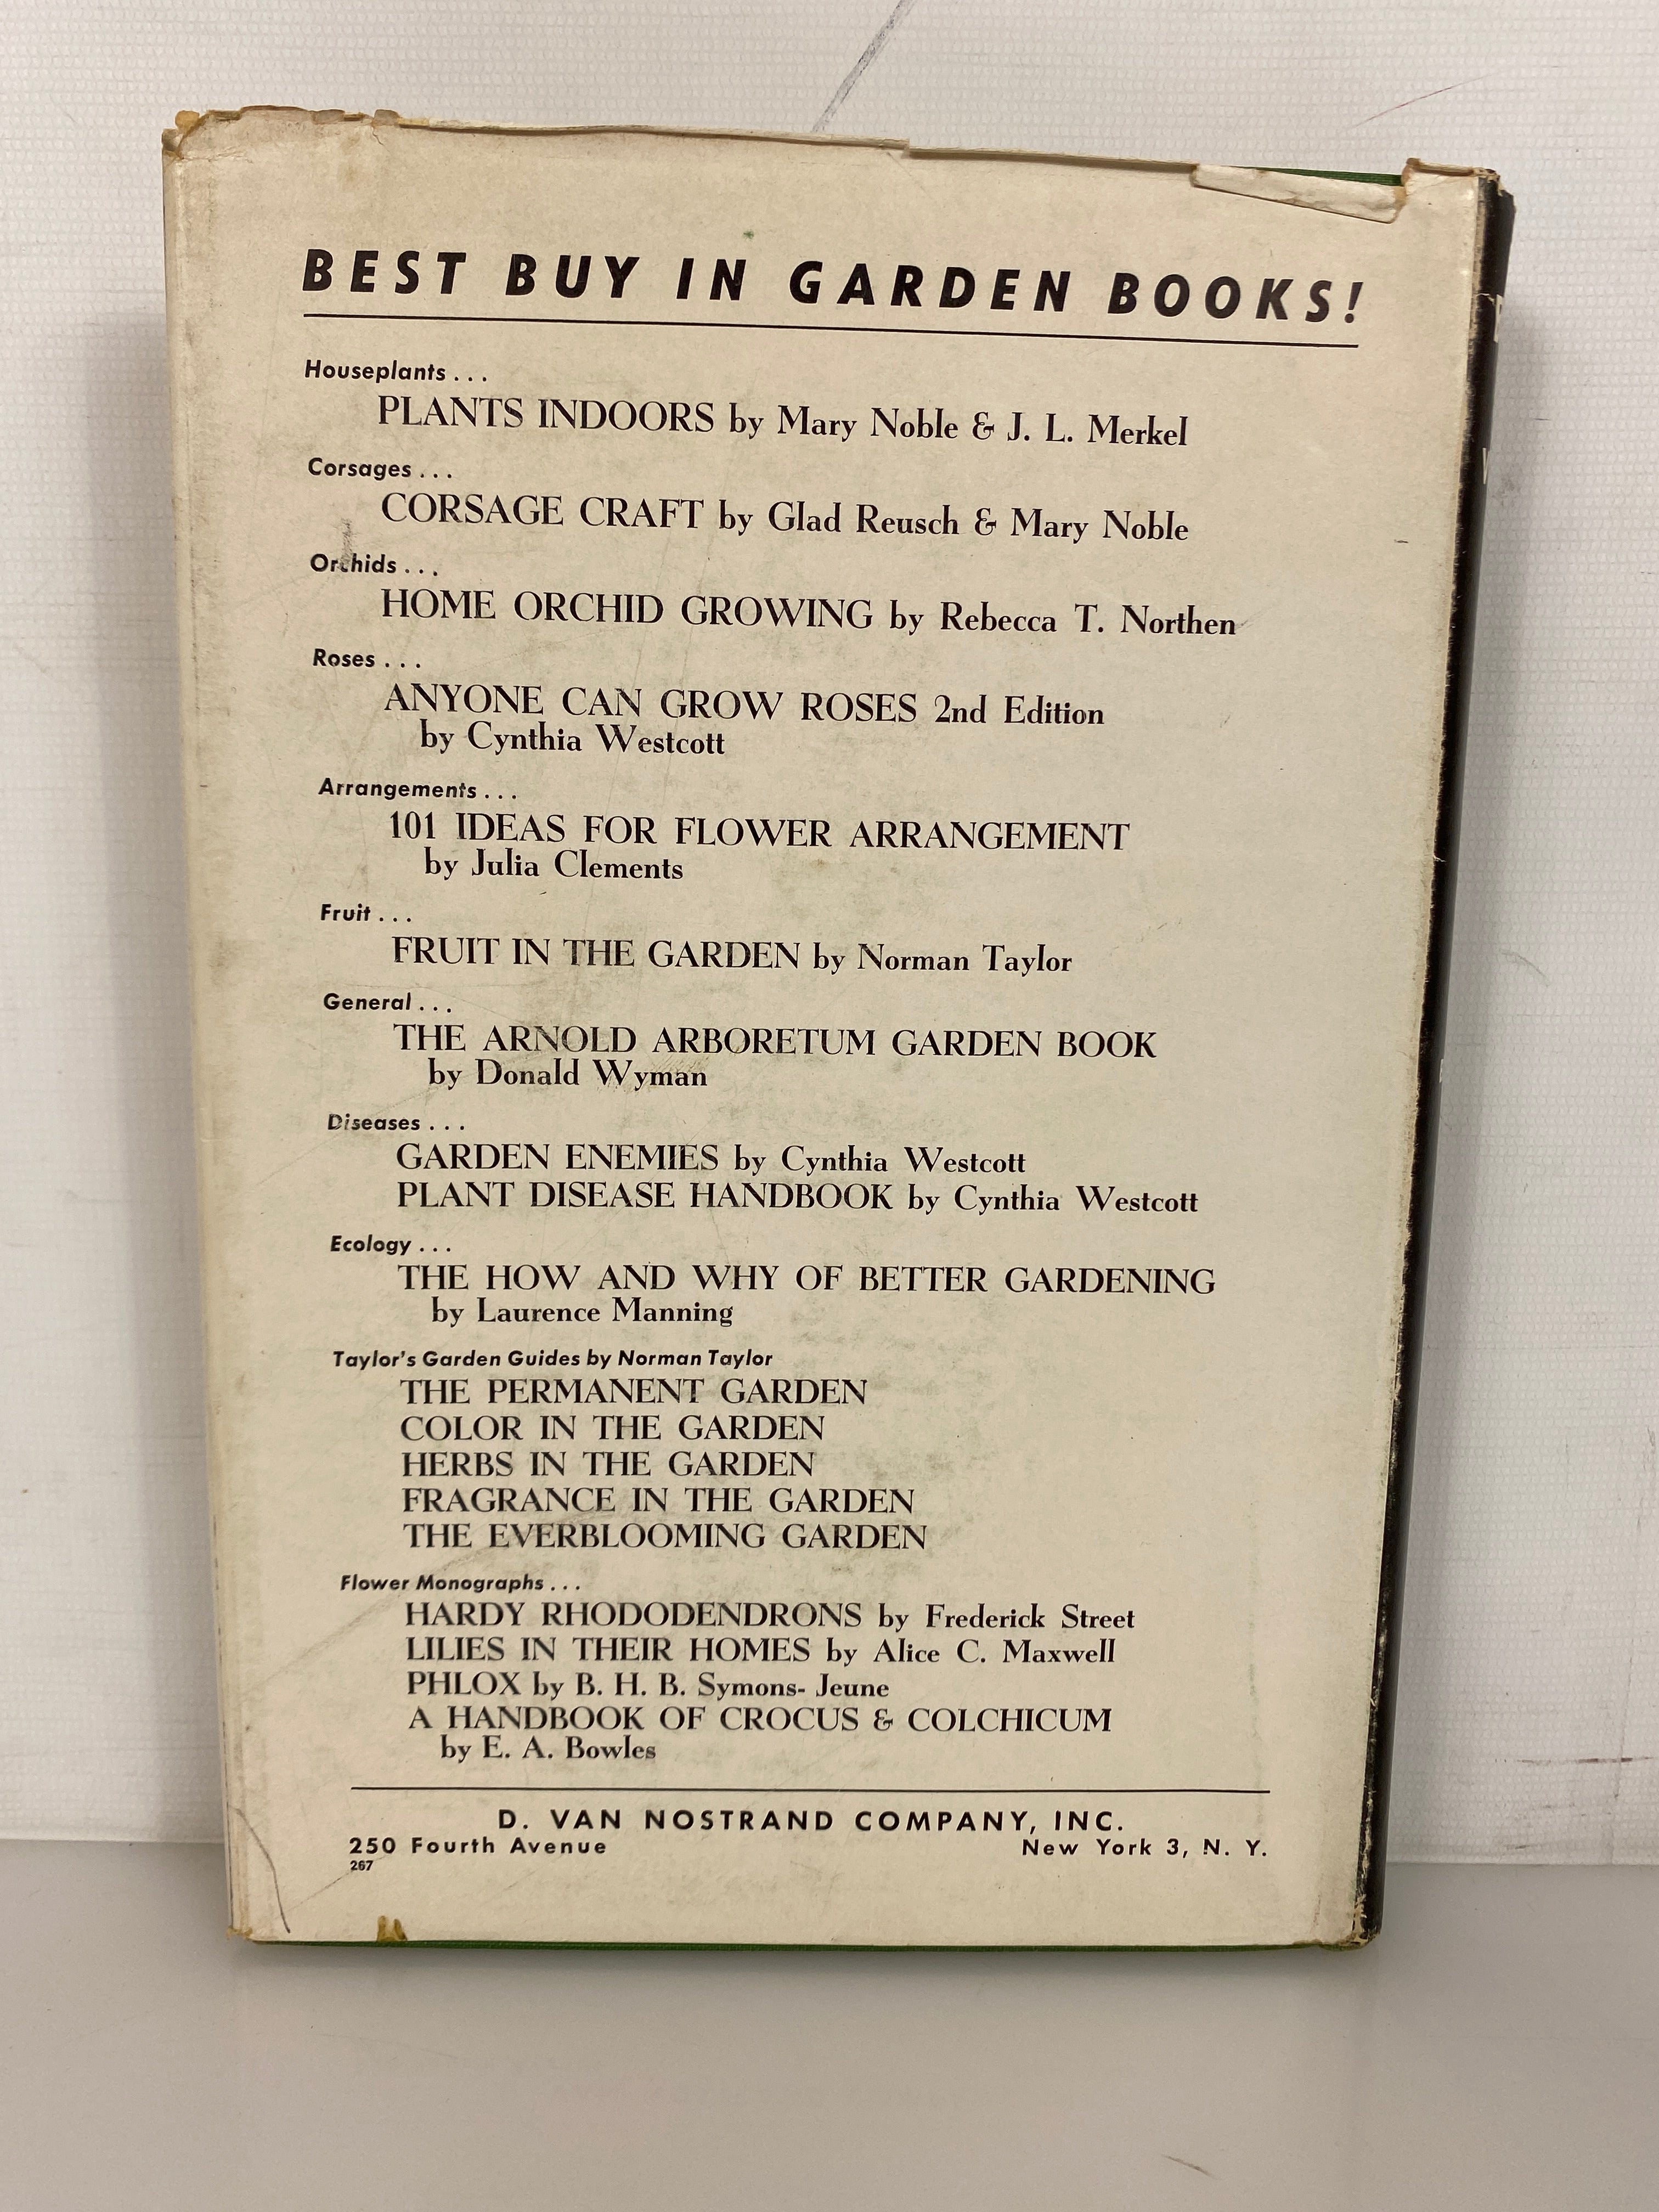 BEST BUY IN GARDEN BOOKS!
Houseplants . . .
PLANTS INDOORS by Mary Noble & J. L. Merkel
Corsages . . .
CORSAGE CRAFT by Glad Reusch & Mary Noble
Orchids . . .
HOME ORCHID GROWING by Rebecca T. Northen
Roses . . .
ANYONE CAN GROW ROSES 2nd Edition
by Cynthia Westcott
Arrangements . . .
101 IDEAS FOR FLOWER ARRANGEMENT
by Julia Clements
Fruit . . .
FRUIT IN THE GARDEN by Norman Taylor
General . . .
THE ARNOLD ARBORETUM GARDEN BOOK
by Donald Wyman
Diseases . . .
GARDEN ENEMIES by Cynthia Westcott
PLANT DISEASE HANDBOOK by Cynthia Westcott
Ecology . . .
THE HOW AND WHY OF BETTER GARDENING
by Laurence Manning
Taylor's Garden Guides by Norman Taylor
THE PERMANENT GARDEN
COLOR IN THE GARDEN
HERBS IN THE GARDEN
FRAGRANCE IN THE GARDEN
THE EVERBLOOMING GARDEN
Flower Monographs . . .
HARDY RHODODENDRONS by Frederick Street
LILIES IN THEIR HOMES by Alice C. Maxwell
PHLOX by B. H. B. Symons- Jeune
A HANDBOOK OF CROCUS & COLCHICUM
by E. A. Bowles
D. VAN NOSTRAND COMPANY, INC.
250 Fourth Avenue New York 3, N. Y.
267